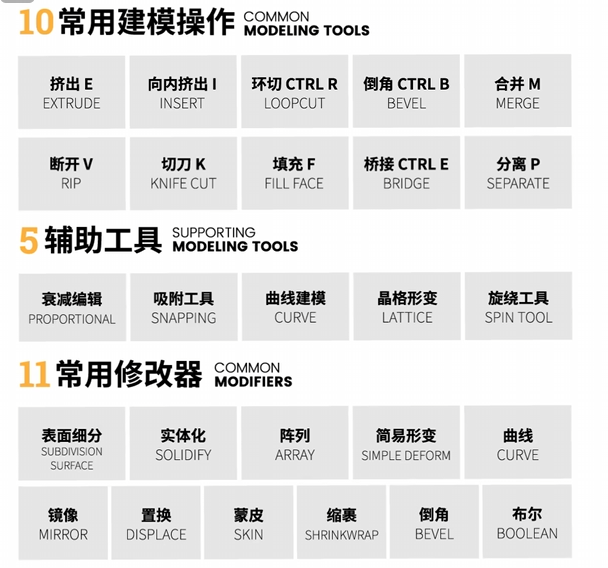 10 常用建模操作 COMMON MODELING TOOLS
挤出 E
EXTRUDE
向内挤出 I
INSERT
环切 CTRL R
LOOPCUT
倒角 CTRL B
BEVEL
合并 M
MERGE
断开 V
RIP
切刀 K
KNIFE CUT
填充 F
FILL FACE
桥接 CTRL E
BRIDGE
分离 P
SEPARATE
5 辅助工具 SUPPORTING MODELING TOOLS
衰减编辑
PROPORTIONAL
吸附工具
SNAPPING
曲线建模
CURVE
晶格形变
LATTICE
旋绕工具
SPIN TOOL
11 常用修改器 COMMON MODIFIERS
表面细分
SUBDIVISION
SURFACE
实体化
SOLIDIFY
阵列
ARRAY
简易形变
SIMPLE DEFORM
曲线
CURVE
镜像
MIRROR
置换
DISPLACE
蒙皮
SKIN
缩裹
SHRINKWRAP
倒角
BEVEL
布尔
BOOLEAN